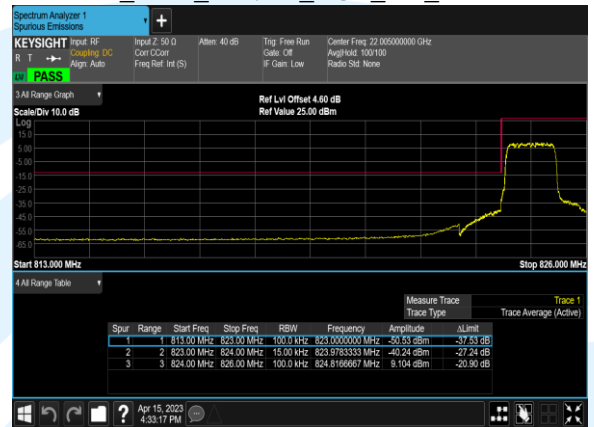 Spectrum Analyzer 1
Spurious Emissions
+
KEYSIGHT Input: RF Input Z: 50 Ω Atten: 40 dB Trig: Free Run Center Freq: 22.005000000 GHz
R T Coupling: DC Corr CCorr Gate: Off Avg|Hold: 100/100
Align: Auto Freq Ref: Int (S) IF Gain: Low Radio Std: None
LV PASS
3 All Range Graph
Ref Lvl Offset 4.60 dB
Scale/Div 10.0 dB Ref Value 25.00 dBm
Log
15.0
5.00
-5.00
-15.0
-25.0
-35.0
-45.0
-55.0
-65.0
Start 813.000 MHz Stop 826.000 MHz
4 All Range Table
Measure Trace Trace 1
Trace Type Trace Average (Active)
Spur Range Start Freq Stop Freq RBW Frequency Amplitude ΔLimit
1 1 813.00 MHz 823.00 MHz 100.0 kHz 823.0000000 MHz -50.53 dBm -37.53 dB
2 2 823.00 MHz 824.00 MHz 15.00 kHz 823.9783333 MHz -40.24 dBm -27.24 dB
3 3 824.00 MHz 826.00 MHz 100.0 kHz 824.8166667 MHz 9.104 dBm -20.90 dB
? Apr 15, 2023
4:33:17 PM